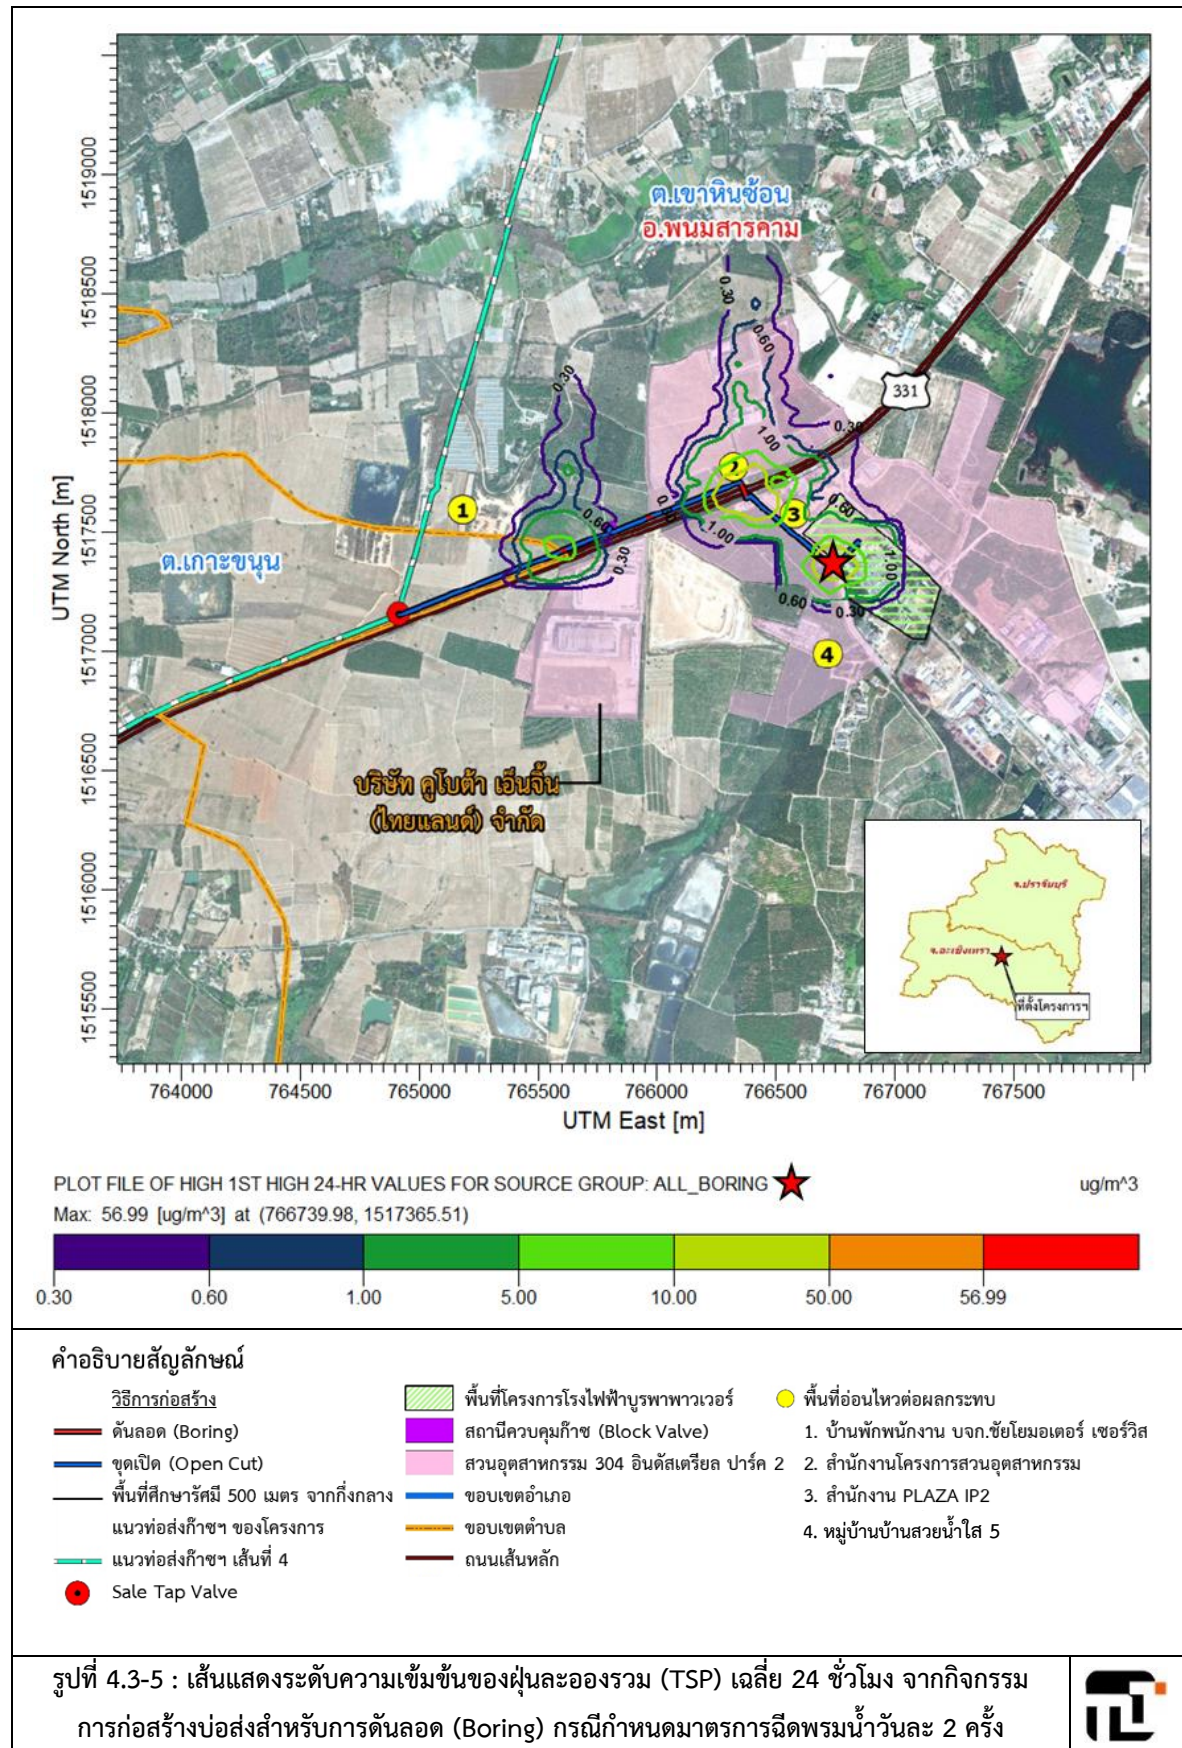 ต.เขาหินซ้อน
อ.พนมสารคาม
331
ต.เกาะขนุน
บริษัท คูโบต้า เอ็นจิ้น
(ไทยแลนด์) จำกัด
1
2
3
4
0.30
0.30
0.60
1.00
0.30
0.60
0.30
0.60
1.00
0.60
1.00
0.60
0.30
0.30
จ.ปราจีนบุรี
จ.ฉะเชิงเทรา
ที่ตั้งโครงการฯ
UTM North [m]
1519000
1518500
1518000
1517500
1517000
1516500
1516000
1515500
764000 764500 765000 765500 766000 766500 767000 767500
UTM East [m]
PLOT FILE OF HIGH 1ST HIGH 24-HR VALUES FOR SOURCE GROUP: ALL_BORING
ug/m^3
Max: 56.99 [ug/m^3] at (766739.98, 1517365.51)
0.30 0.60 1.00 5.00 10.00 50.00 56.99
คำอธิบายสัญลักษณ์
วิธีการก่อสร้าง
ดันลอด (Boring)
ขุดเปิด (Open Cut)
พื้นที่ศึกษารัศมี 500 เมตร จากกึ่งกลาง
แนวท่อส่งก๊าซฯ ของโครงการ
แนวท่อส่งก๊าซฯ เส้นที่ 4
Sale Tap Valve
พื้นที่โครงการโรงไฟฟ้าบูรพาพาวเวอร์
สถานีควบคุมก๊าซ (Block Valve)
สวนอุตสาหกรรม 304 อินดัสเตรียล ปาร์ค 2
ขอบเขตอำเภอ
ขอบเขตตำบล
ถนนเส้นหลัก
พื้นที่อ่อนไหวต่อผลกระทบ
1. บ้านพักพนักงาน บจก.ชัยโยมอเตอร์ เซอร์วิส
2. สำนักงานโครงการสวนอุตสาหกรรม
3. สำนักงาน PLAZA IP2
4. หมู่บ้านบ้านสวยน้ำใส 5
รูปที่ 4.3-5 : เส้นแสดงระดับความเข้มข้นของฝุ่นละอองรวม (TSP) เฉลี่ย 24 ชั่วโมง จากกิจกรรม
การก่อสร้างบ่อส่งสำหรับการดันลอด (Boring) กรณีกำหนดมาตรการฉีดพรมน้ำวันละ 2 ครั้ง